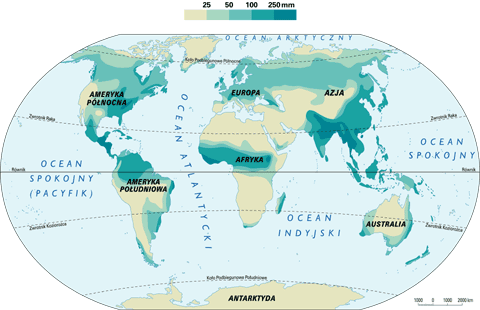 25 50 100 250 mm
OCEAN ARKTYCZNY
Koło Podbiegunowe Północne
AMERYKA
PÓŁNOCNA
EUROPA
AZJA
Zwrotnik Raka
Zwrotnik Raka
OCEAN ATLANTYCKI
OCEAN
SPOKOJNY
AFRYKA
Równik
Równik
OCEAN
SPOKOJNY
(PACYFIK)
AMERYKA
POŁUDNIOWA
OCEAN
INDYJSKI
AUSTRALIA
Zwrotnik Koziorożca
Zwrotnik Koziorożca
Koło Podbiegunowe Południowe
ANTARKTYDA
1000 0 1000 2000 km